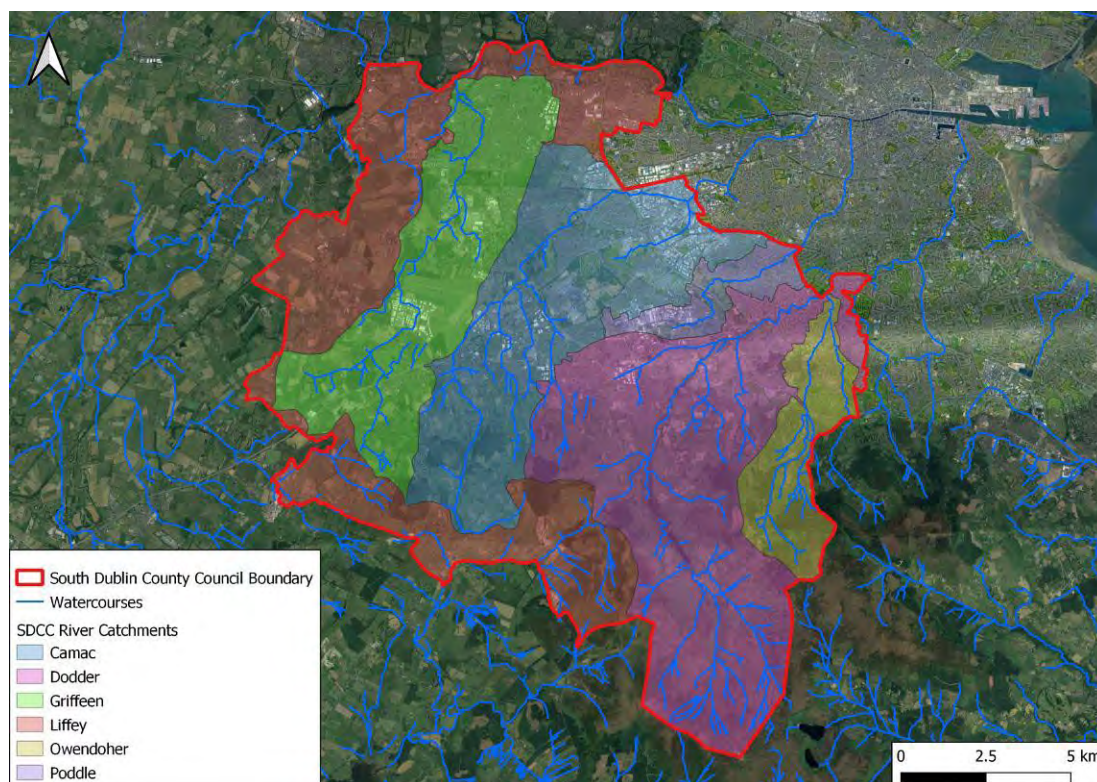 South Dublin County Council Boundary
Watercourses
SDCC River Catchments
Camac
Dodder
Griffeen
Liffey
Owendoher
Poddle
0 2.5 5 km